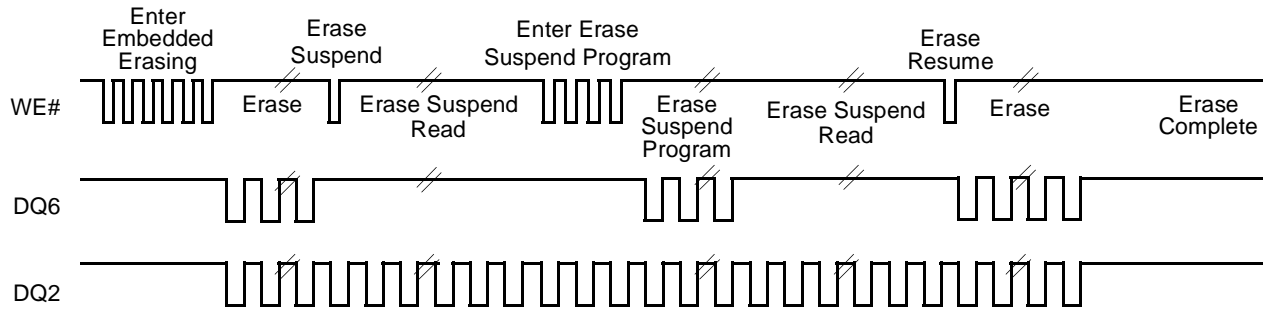 Enter
Embedded
Erasing
Erase
Suspend
Enter Erase
Suspend Program
Erase
Resume
WE#
Erase
Erase Suspend
Read
Erase
Suspend
Program
Erase Suspend
Read
Erase
Erase
Complete
DQ6
DQ2